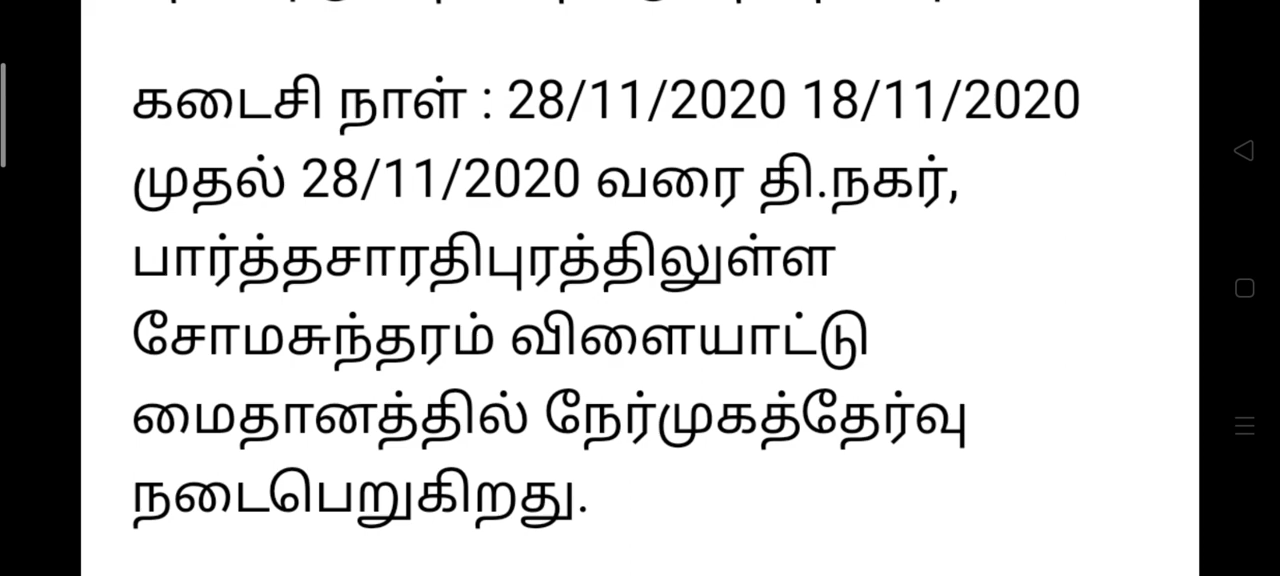 கடைசி நாள் : 28/11/2020 18/11/2020
முதல் 28/11/2020 வரை தி.நகர்,
பார்த்தசாரதிபுரத்திலுள்ள
சோமசுந்தரம் விளையாட்டு
மைதானத்தில் நேர்முகத்தேர்வு
நடைபெறுகிறது.